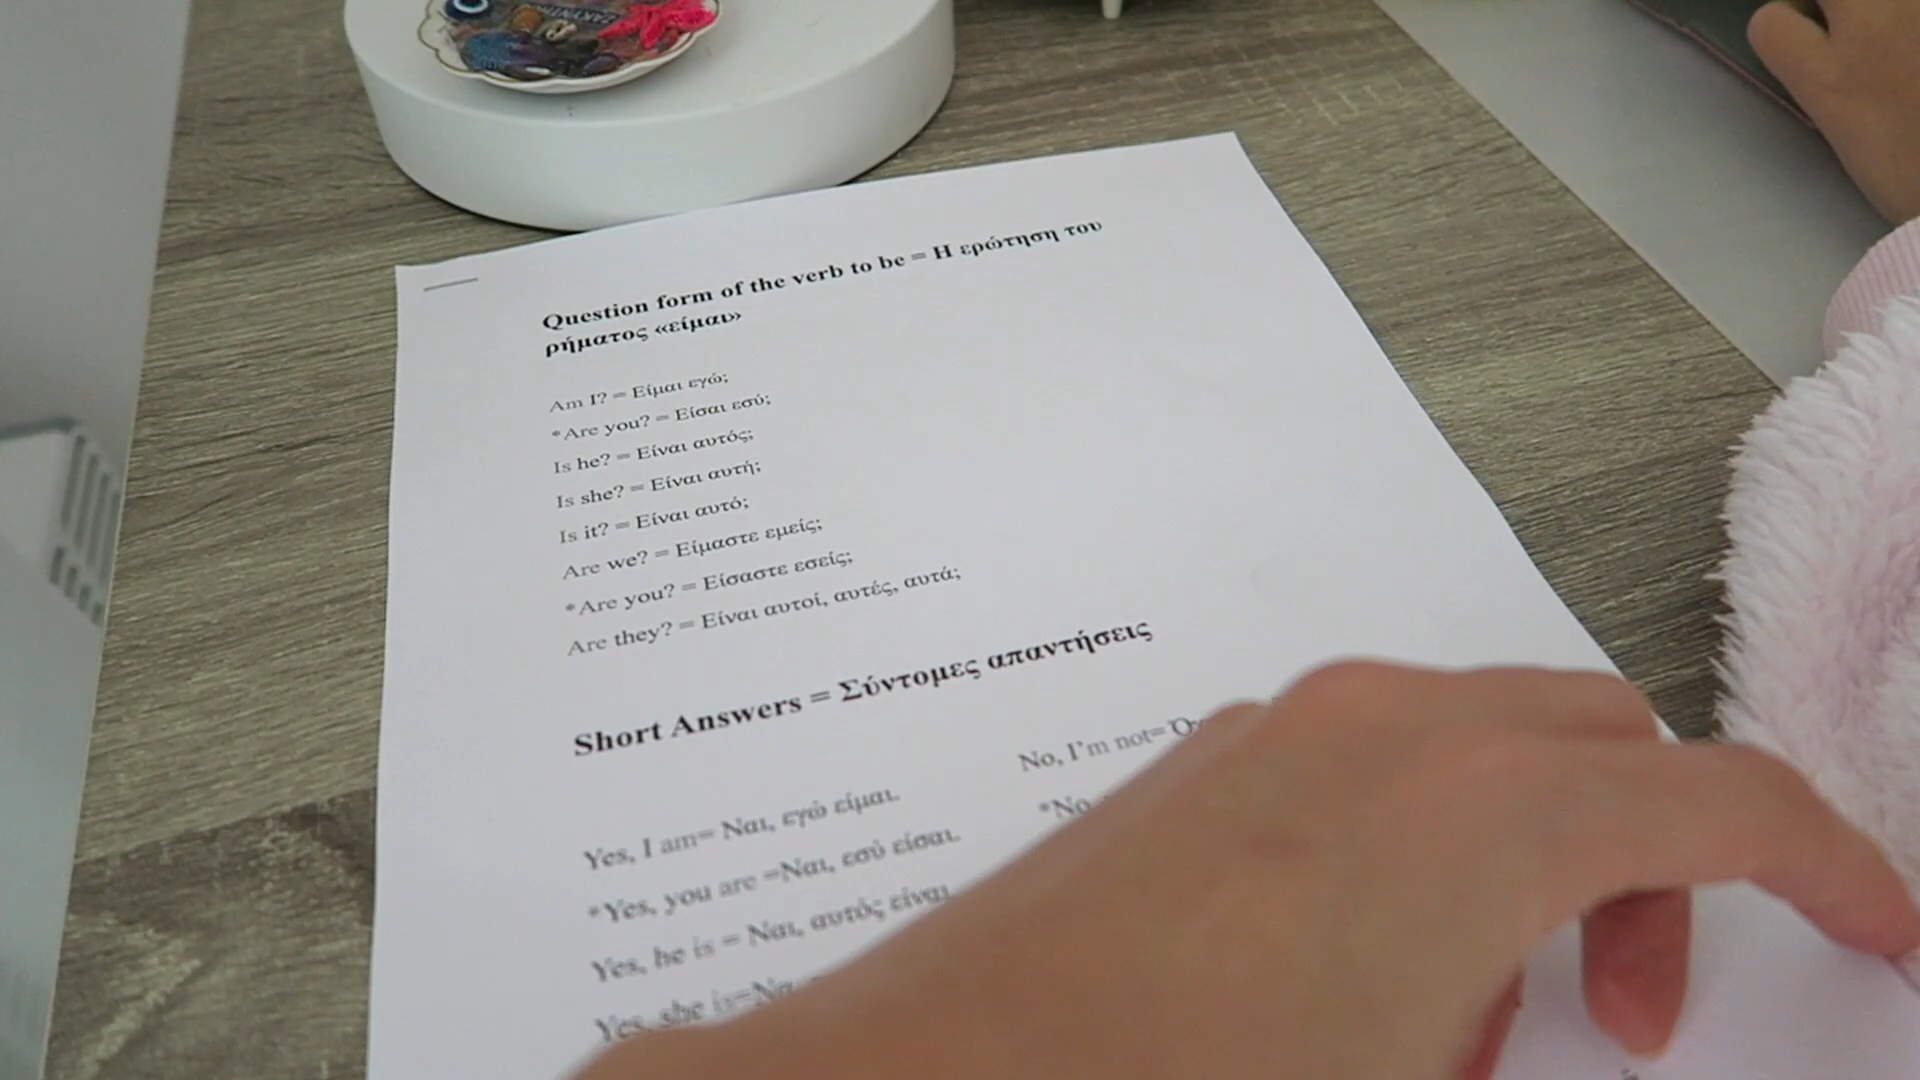 Question form of the verb to be = Η ερώτηση του
ρήματος «είμαι»
Am I? = Είμαι εγώ;
*Are you? = Είσαι εσύ;
Is he? = Είναι αυτός;
Is she? = Είναι αυτή;
Is it? = Είναι αυτό;
Are we? = Είμαστε εμείς;
*Are you? = Είσαστε εσείς;
Are they? = Είναι αυτοί, αυτές, αυτά;
Short Answers = Σύντομες απαντήσεις
Yes, I am= Ναι, εγώ είμαι.
No, I'm not=
*Yes, you are =Ναι, εσύ είσαι.
*No
Yes, he is = Ναι, αυτός είναι.
Yes, she is=